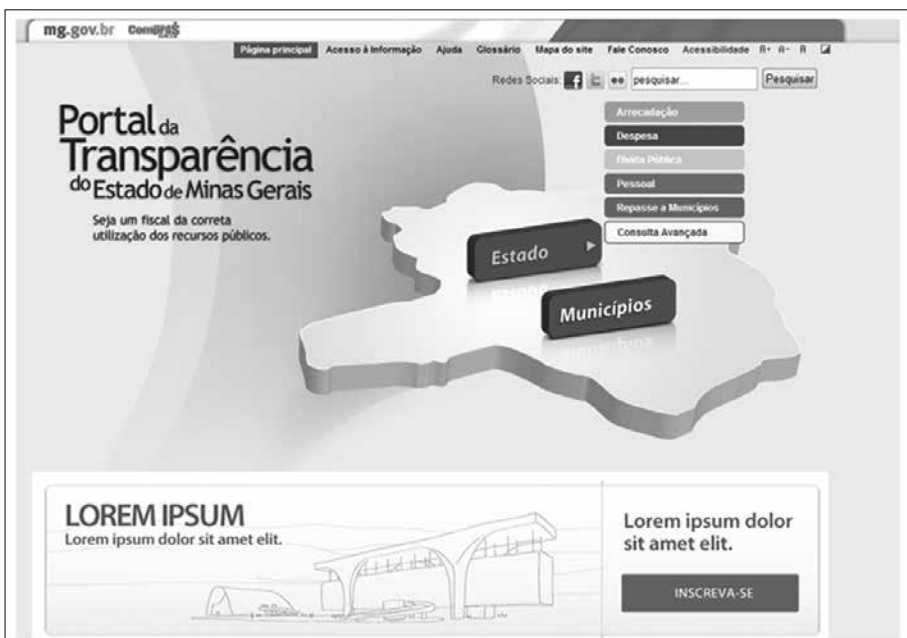 mg.gov.br Compra$
Página principal Acesso à Informação Ajuda Glossário Mapa do site Fale Conosco Acessibilidade A+ A- A
Redes Sociais: pesquisar... Pesquisar
Portal da
Transparência
do Estado de Minas Gerais
Seja um fiscal da correta
utilização dos recursos públicos.
Arrecadação
Despesa
Dívida Pública
Pessoal
Repasse a Municípios
Consulta Avançada
Estado
Municípios
LOREM IPSUM
Lorem ipsum dolor sit amet elit.
Lorem ipsum dolor
sit amet elit.
INSCREVA-SE